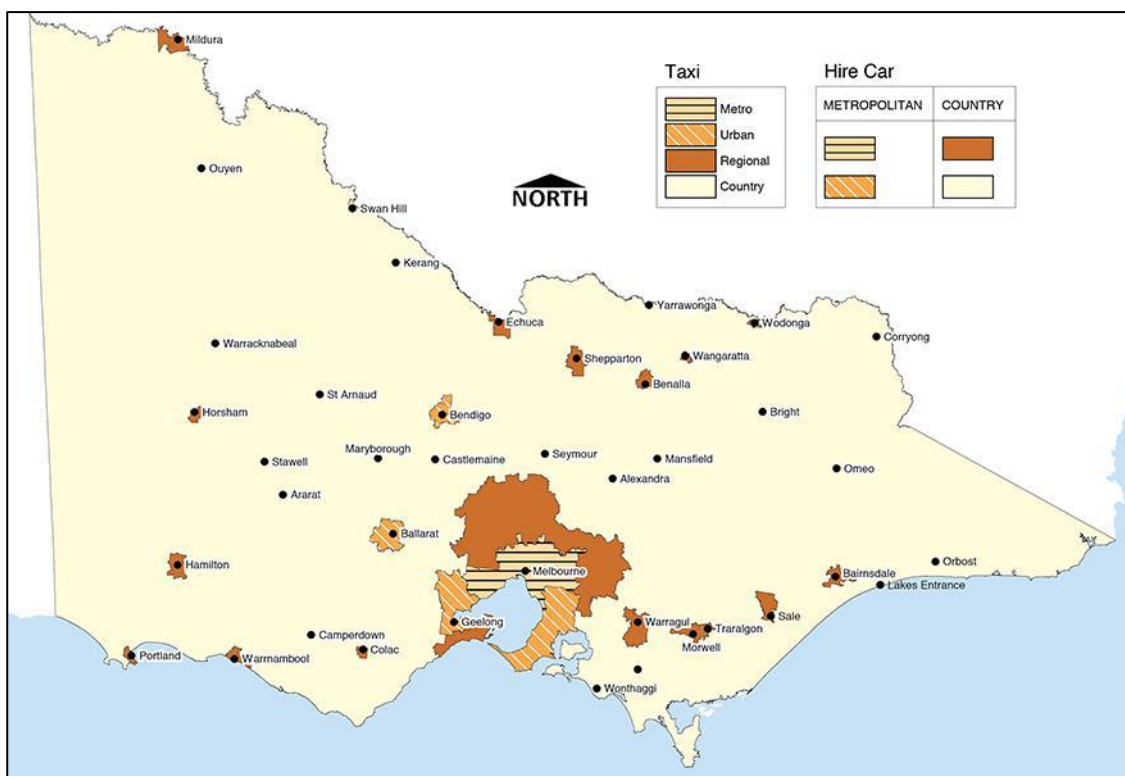 Mildura
Taxi
Hire Car
Metro
METROPOLITAN
COUNTRY
Urban
Regional
Country
Ouyen
NORTH
Swan Hill
Kerang
Yarrawonga
Echuca
Wodonga
Corryong
Warracknabeal
Shepparton
Wangaratta
Benalla
St Arnaud
Horsham
Bendigo
Bright
Maryborough
Stawell
Castlemaine
Seymour
Mansfield
Omeo
Alexandra
Ararat
Ballarat
Hamilton
Melbourne
Orbost
Bairnsdale
Lakes Entrance
Geelong
Warragul
Sale
Traralgon
Camperdown
Morwell
Portland
Warrnambool
Colac
Wonthaggi